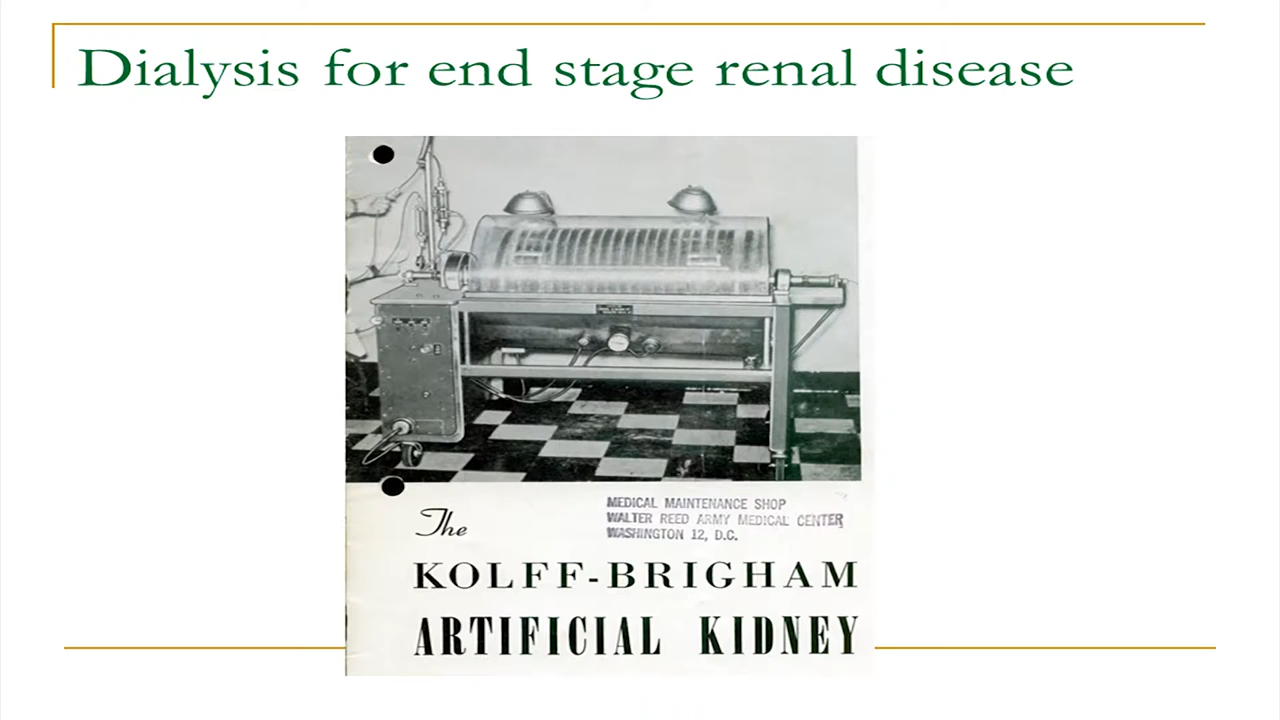 Dialysis for end stage renal disease
MEDICAL MAINTENANCE SHOP
WALTER REED ARMY MEDICAL CENTER
WASHINGTON 12, D.C.
The
KOLFF-BRIGHAM
ARTIFICIAL KIDNEY